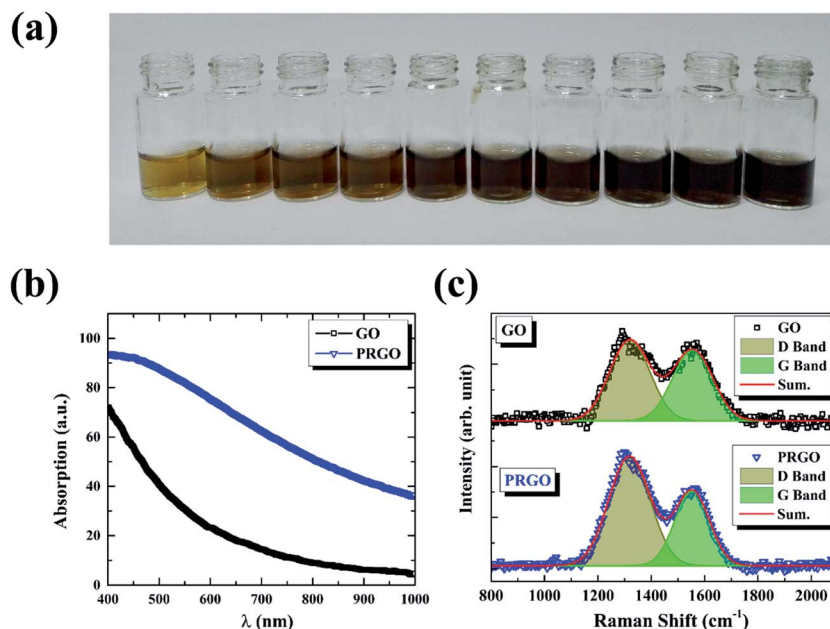 (a)
(b)
GO
PRGO
Absorption (a.u.)
100
80
60
40
20
0
400 500 600 700 800 900 1000
λ (nm)
(c)
GO
GO
D Band
G Band
Sum.
PRGO
PRGO
D Band
G Band
Sum.
Intensity (arb. unit)
800 1000 1200 1400 1600 1800 2000
Raman Shift (cm⁻¹)